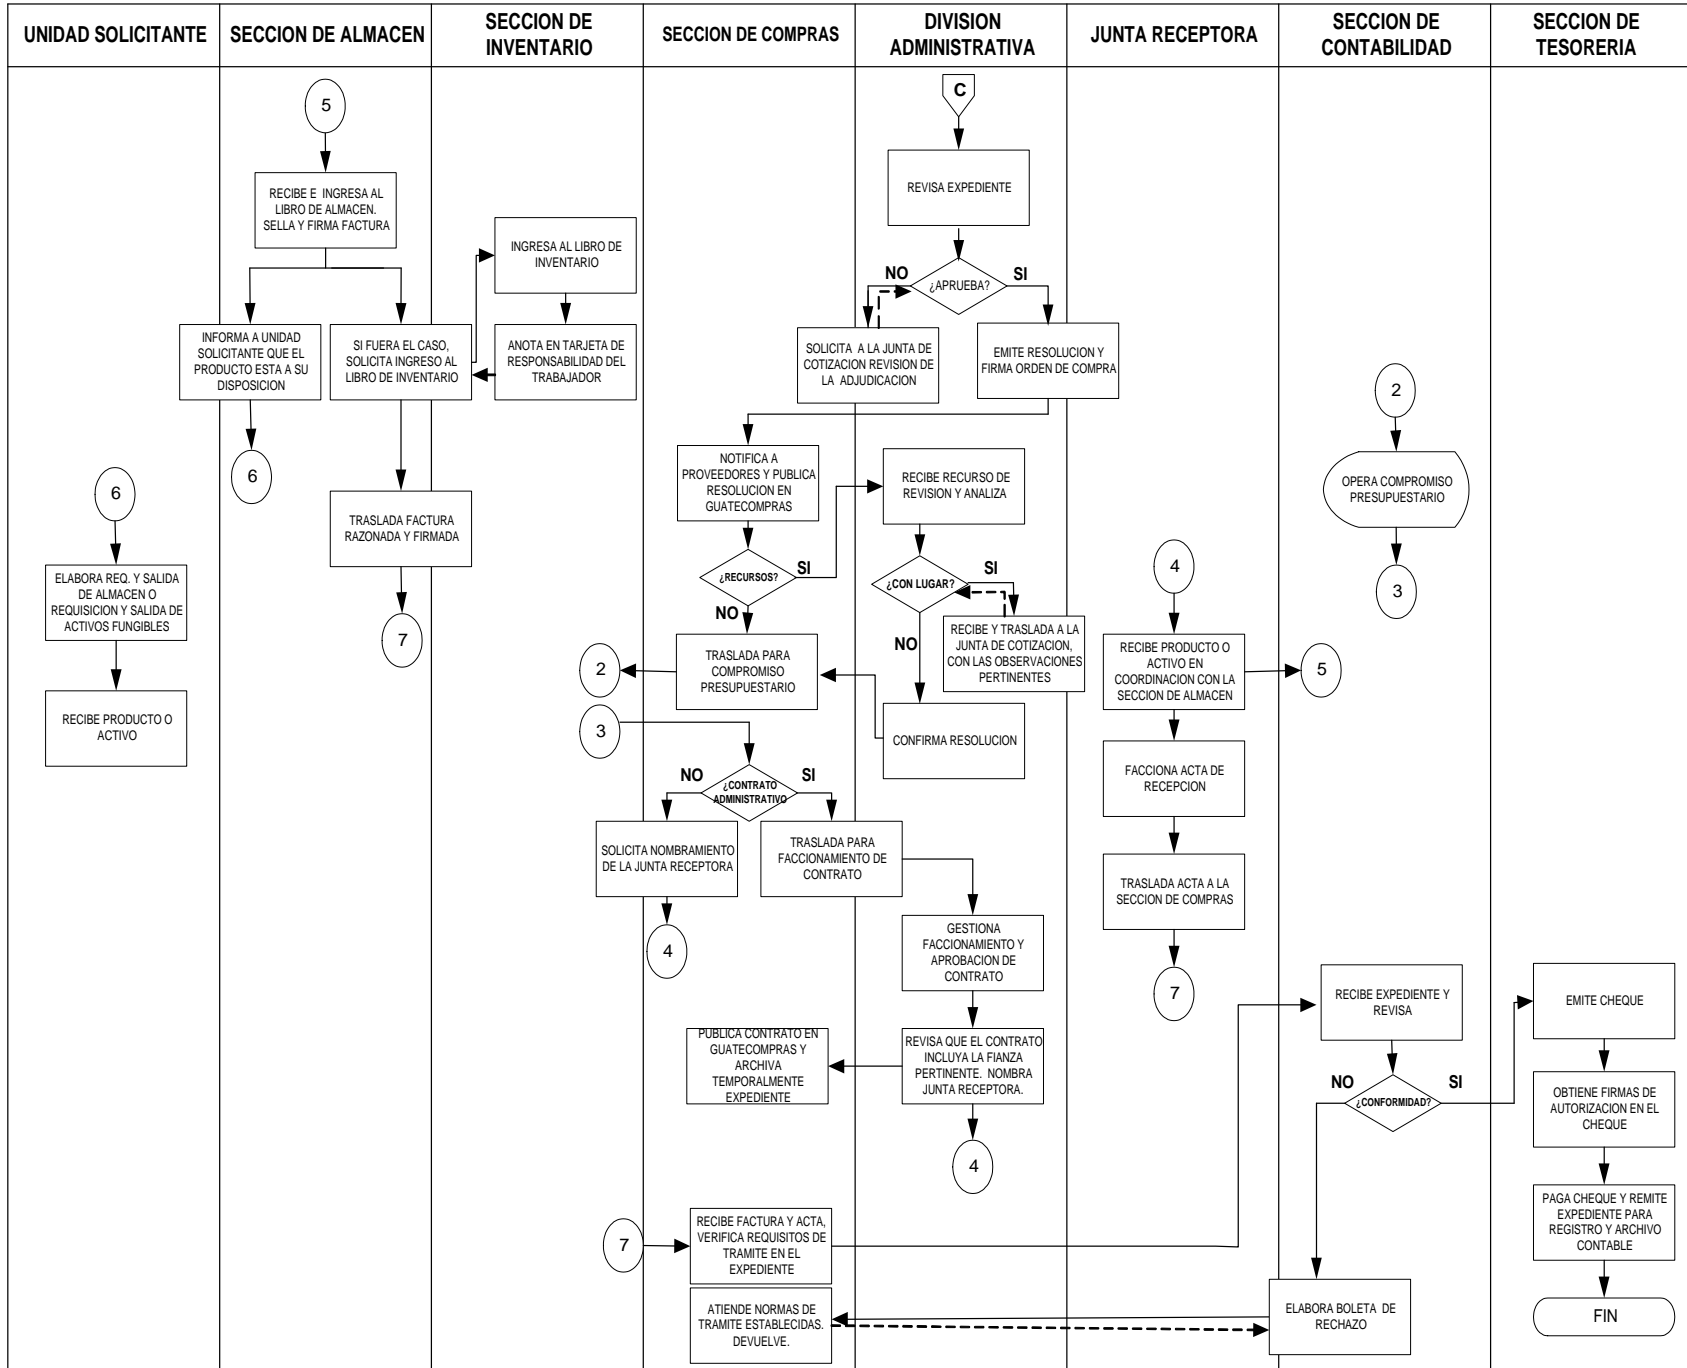 UNIDAD SOLICITANTE
SECCION DE ALMACEN
SECCION DE
INVENTARIO
SECCION DE COMPRAS
DIVISION
ADMINISTRATIVA
JUNTA RECEPTORA
SECCION DE
CONTABILIDAD
SECCION DE
TESORERIA
6
ELABORA REQ. Y SALIDA
DE ALMACEN O
REQUISICION Y SALIDA DE
ACTIVOS FUNGIBLES
RECIBE PRODUCTO O
ACTIVO
5
RECIBE E INGRESA AL
LIBRO DE ALMACEN.
SELLA Y FIRMA FACTURA
INFORMA A UNIDAD
SOLICITANTE QUE EL
PRODUCTO ESTA A SU
DISPOSICION
6
SI FUERA EL CASO,
SOLICITA INGRESO AL
LIBRO DE INVENTARIO
TRASLADA FACTURA
RAZONADA Y FIRMADA
7
INGRESA AL LIBRO DE
INVENTARIO
ANOTA EN TARJETA DE
RESPONSABILIDAD DEL
TRABAJADOR
C
REVISA EXPEDIENTE
¿APRUEBA?
NO
SI
SOLICITA A LA JUNTA DE
COTIZACION REVISION DE
LA ADJUDICACION
EMITE RESOLUCION Y
FIRMA ORDEN DE COMPRA
NOTIFICA A
PROVEEDORES Y PUBLICA
RESOLUCION EN
GUATECOMPRAS
¿RECURSOS?
SI
NO
RECIBE RECURSO DE
REVISION Y ANALIZA
¿CON LUGAR?
SI
NO
RECIBE Y TRASLADA A LA
JUNTA DE COTIZACION,
CON LAS OBSERVACIONES
PERTINENTES
TRASLADA PARA
COMPROMISO
PRESUPUESTARIO
2
CONFIRMA RESOLUCION
3
¿CONTRATO
ADMINISTRATIVO
NO
SI
SOLICITA NOMBRAMIENTO
DE LA JUNTA RECEPTORA
4
TRASLADA PARA
FACCIONAMIENTO DE
CONTRATO
GESTIONA
FACCIONAMIENTO Y
APROBACION DE
CONTRATO
REVISA QUE EL CONTRATO
INCLUYA LA FIANZA
PERTINENTE. NOMBRA
JUNTA RECEPTORA.
PUBLICA CONTRATO EN
GUATECOMPRAS Y
ARCHIVA
TEMPORALMENTE
EXPEDIENTE
4
7
RECIBE FACTURA Y ACTA,
VERIFICA REQUISITOS DE
TRAMITE EN EL
EXPEDIENTE
ATIENDE NORMAS DE
TRAMITE ESTABLECIDAS.
DEVUELVE.
4
RECIBE PRODUCTO O
ACTIVO EN
COORDINACION CON LA
SECCION DE ALMACEN
5
FACCIONA ACTA DE
RECEPCION
TRASLADA ACTA A LA
SECCION DE COMPRAS
7
2
OPERA COMPROMISO
PRESUPUESTARIO
3
RECIBE EXPEDIENTE Y
REVISA
¿CONFORMIDAD?
NO
SI
ELABORA BOLETA DE
RECHAZO
EMITE CHEQUE
OBTIENE FIRMAS DE
AUTORIZACION EN EL
CHEQUE
PAGA CHEQUE Y REMITE
EXPEDIENTE PARA
REGISTRO Y ARCHIVO
CONTABLE
FIN